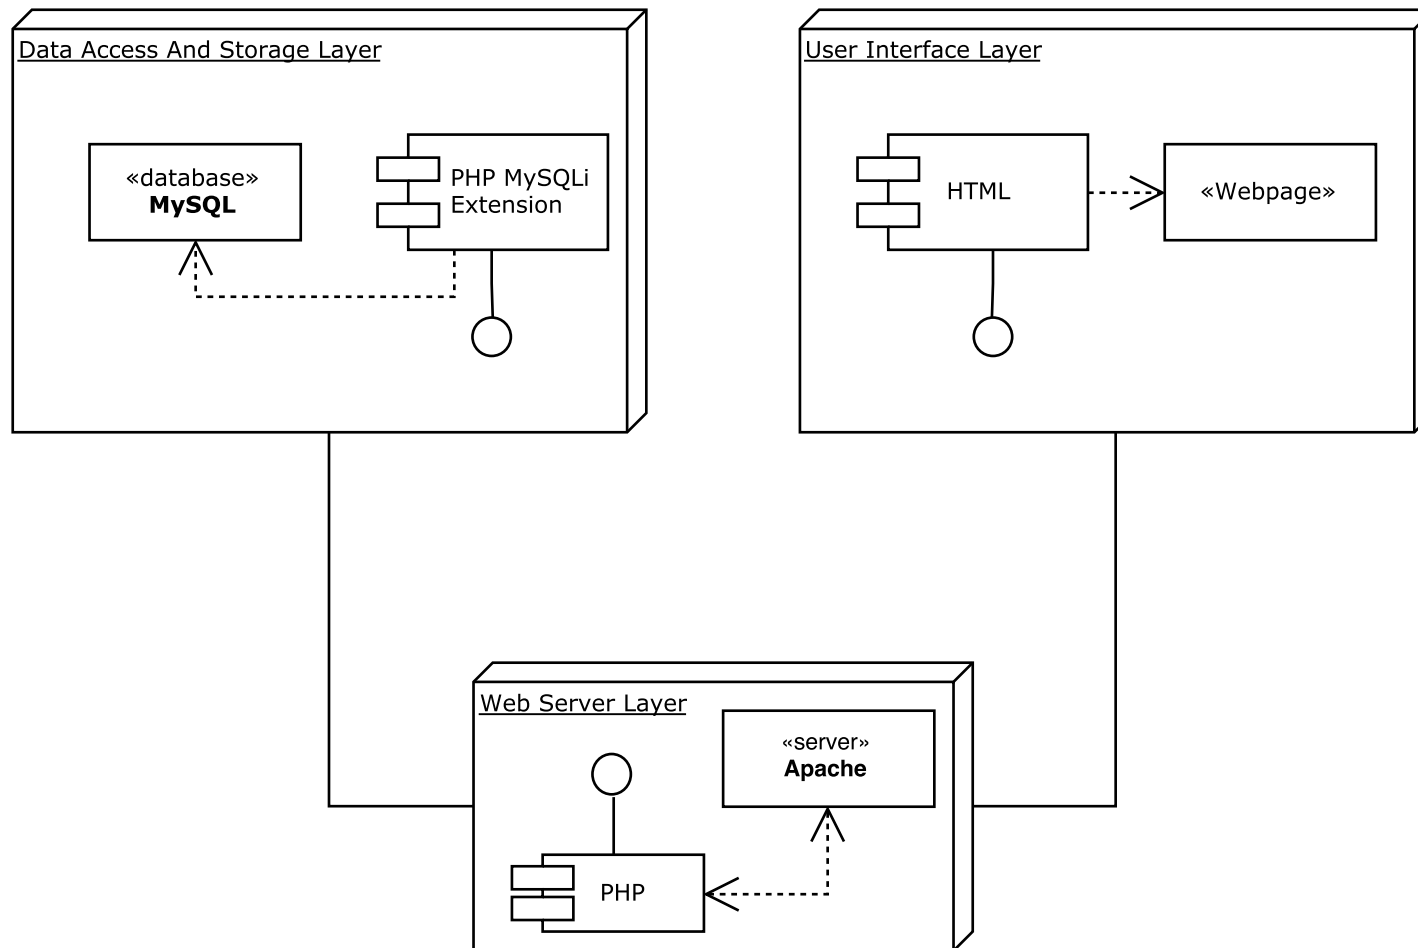 Data Access And Storage Layer
«database»
MySQL
PHP MySQLi
Extension
User Interface Layer
HTML
«Webpage»
Web Server Layer
«server»
Apache
PHP